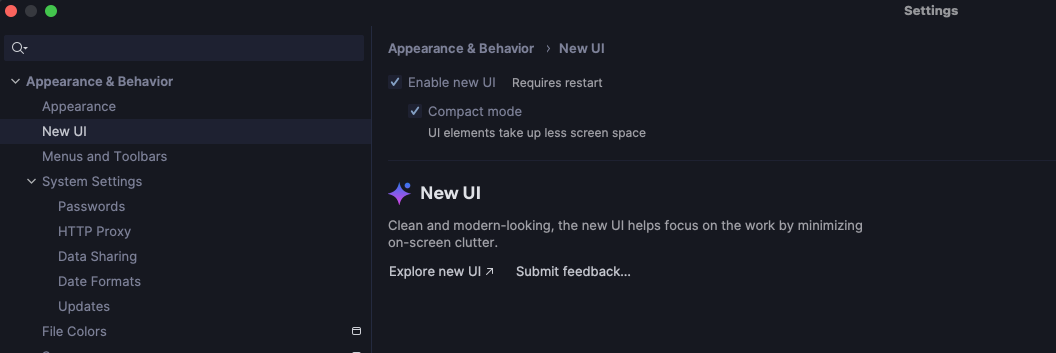 Settings
Appearance & Behavior
Appearance
New UI
Menus and Toolbars
System Settings
Passwords
HTTP Proxy
Data Sharing
Date Formats
Updates
File Colors
Appearance & Behavior › New UI
Enable new UI Requires restart
Compact mode
UI elements take up less screen space
New UI
Clean and modern-looking, the new UI helps focus on the work by minimizing
on-screen clutter.
Explore new UI ↗ Submit feedback...